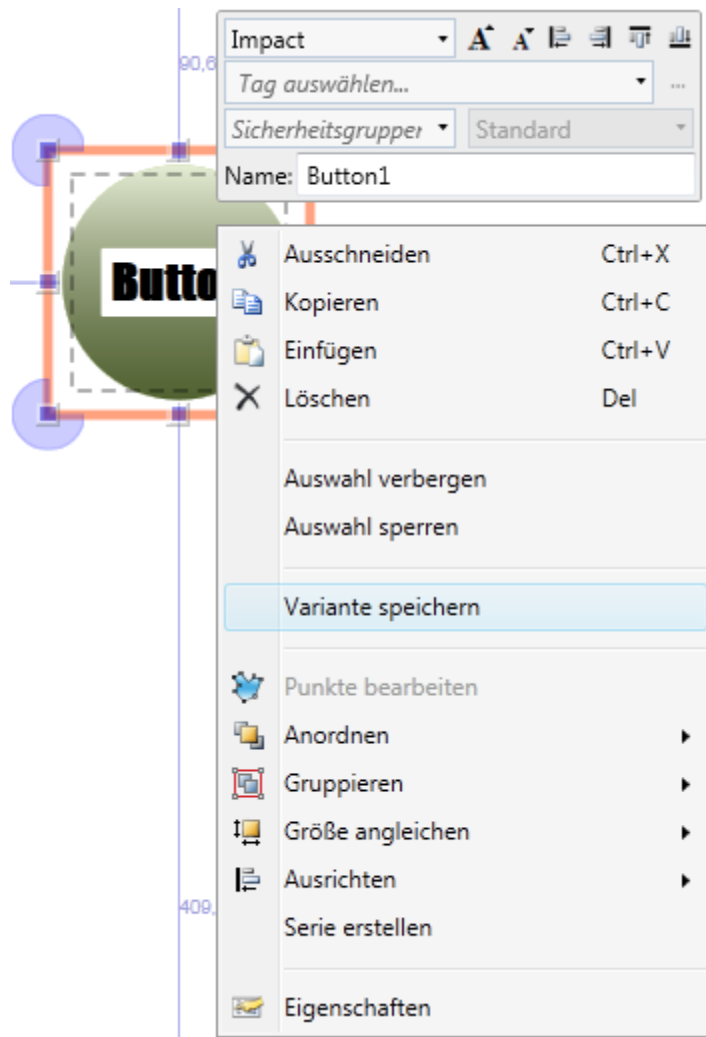 Impact
90,6
Tag auswählen...
...
Sicherheitsgrupper
Standard
Name: Button1
Butto
Ausschneiden Ctrl+X
Kopieren Ctrl+C
Einfügen Ctrl+V
Löschen Del
Auswahl verbergen
Auswahl sperren
Variante speichern
Punkte bearbeiten
Anordnen
Gruppieren
Größe angleichen
Ausrichten
409,
Serie erstellen
Eigenschaften